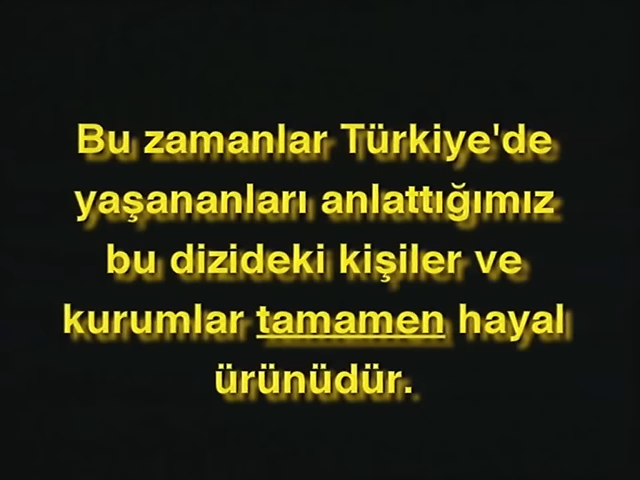 Bu zamanlar Türkiye'de
yaşananları anlattığımız
bu dizideki kişiler ve
kurumlar tamamen hayal
ürünüdür.